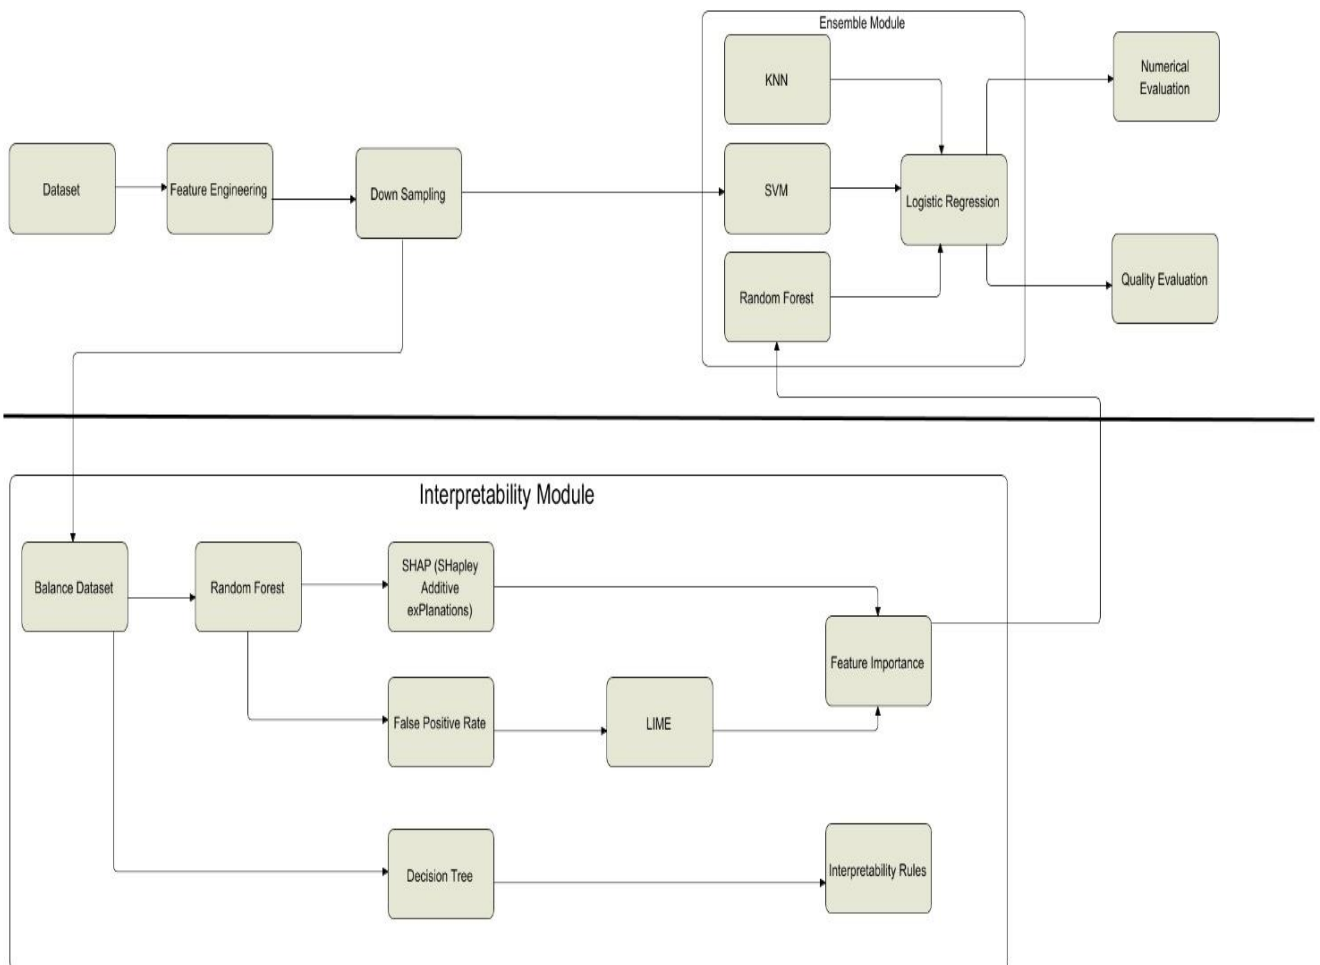 Ensemble Module
KNN
Numerical
Evaluation
Dataset
Feature Engineering
Down Sampling
SVM
Logistic Regression
Random Forest
Quality Evaluation
Interpretability Module
Balance Dataset
Random Forest
SHAP (SHapley
Additive
exPlanations)
Feature Importance
False Positive Rate
LIME
Decision Tree
Interpretability Rules